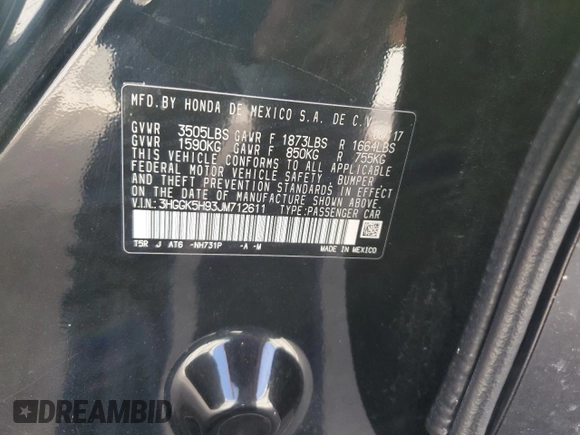 MFD. BY HONDA DE MEXICO S.A. DE C.V.
GVWR 3505LBS GAWR F 1873LBS R 1664LBS
GVWR 1590KG GAWR F 850KG R 755KG
THIS VEHICLE CONFORMS TO ALL APPLICABLE
FEDERAL MOTOR VEHICLE SAFETY, BUMPER
AND THEFT PREVENTION STANDARDS IN EFFECT
ON THE DATE OF MANUFACTURE SHOWN ABOVE.
V.I.N.: 3HGGK5H93JM712611 TYPE: PASSENGER CAR
T5R J AT6 -NH731P -A -M MADE IN MEXICO
DREAMBID